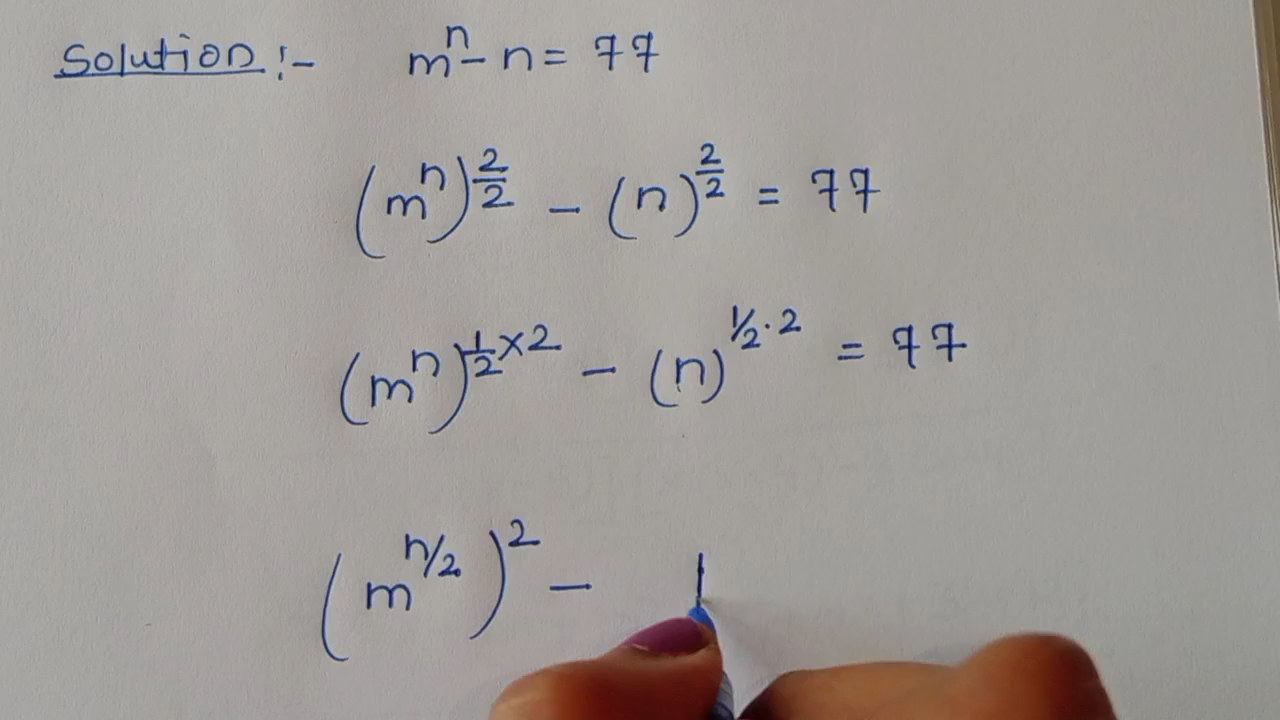 Solution :- m^n - n = 77
(m^n)^(2/2) - (n)^(2/2) = 77
(m^n)^(1/2 × 2) - (n)^(1/2 · 2) = 77
(m^(n/2))^2 -